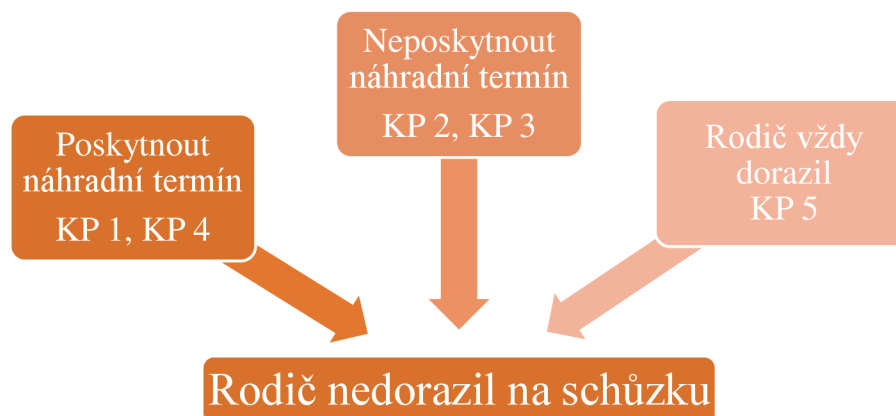 Poskytnout
náhradní termín
KP 1, KP 4
Neposkytnout
náhradní termín
KP 2, KP 3
Rodič vždy
dorazil
KP 5
Rodič nedorazil na schůzku